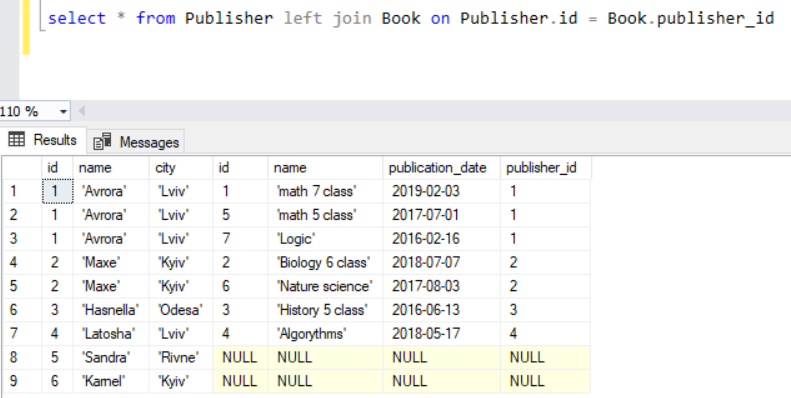 select * from Publisher left join Book on Publisher.id = Book.publisher_id
110 %
Results Messages
id name city id name publication_date publisher_id
1 1 'Avrora' 'Lviv' 1 'math 7 class' 2019-02-03 1
2 1 'Avrora' 'Lviv' 5 'math 5 class' 2017-07-01 1
3 1 'Avrora' 'Lviv' 7 'Logic' 2016-02-16 1
4 2 'Maxe' 'Kyiv' 2 'Biology 6 class' 2018-07-07 2
5 2 'Maxe' 'Kyiv' 6 'Nature science' 2017-08-03 2
6 3 'Hasnella' 'Odesa' 3 'History 5 class' 2016-06-13 3
7 4 'Latosha' 'Lviv' 4 'Algorythms' 2018-05-17 4
8 5 'Sandra' 'Rivne' NULL NULL NULL NULL
9 6 'Kamel' 'Kyiv' NULL NULL NULL NULL